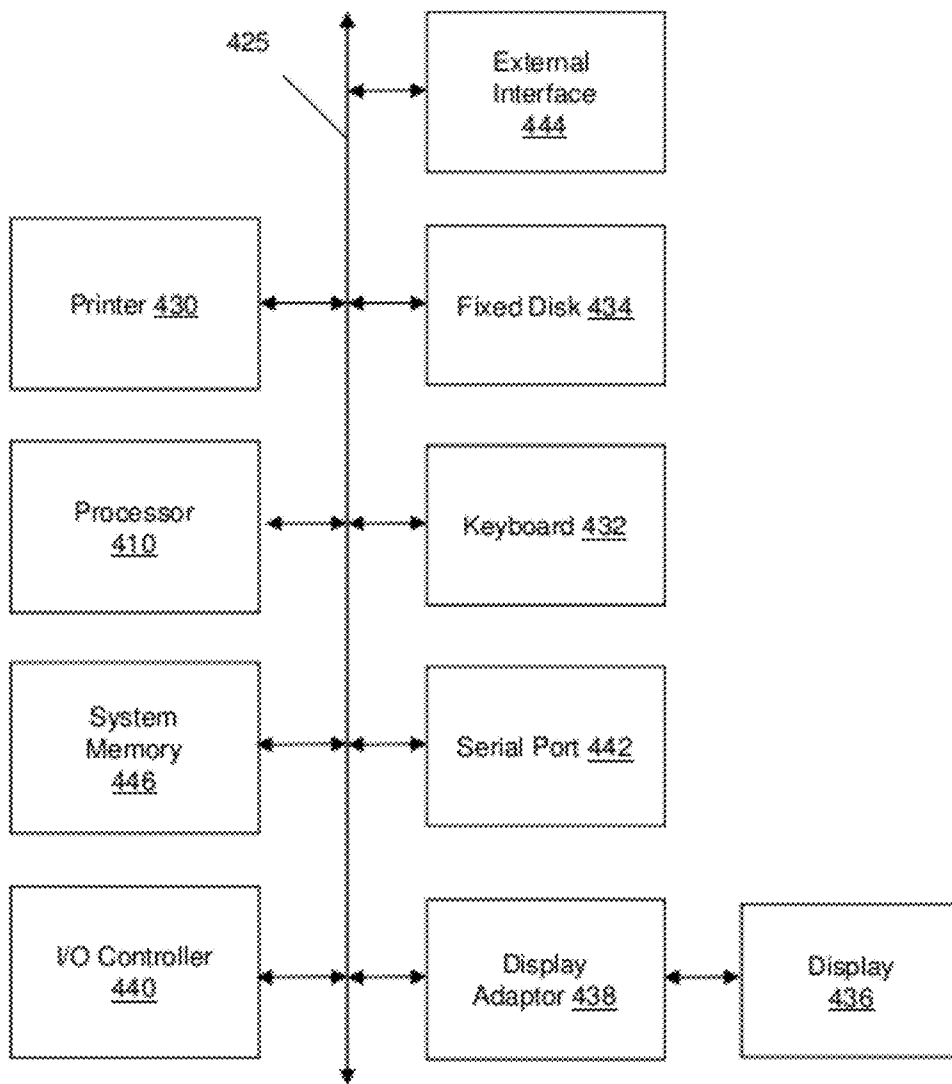 425
External
Interface
444
Printer 430
Fixed Disk 434
Processor
410
Keyboard 432
System
Memory
446
Serial Port 442
I/O Controller
440
Display
Adaptor 438
Display
436